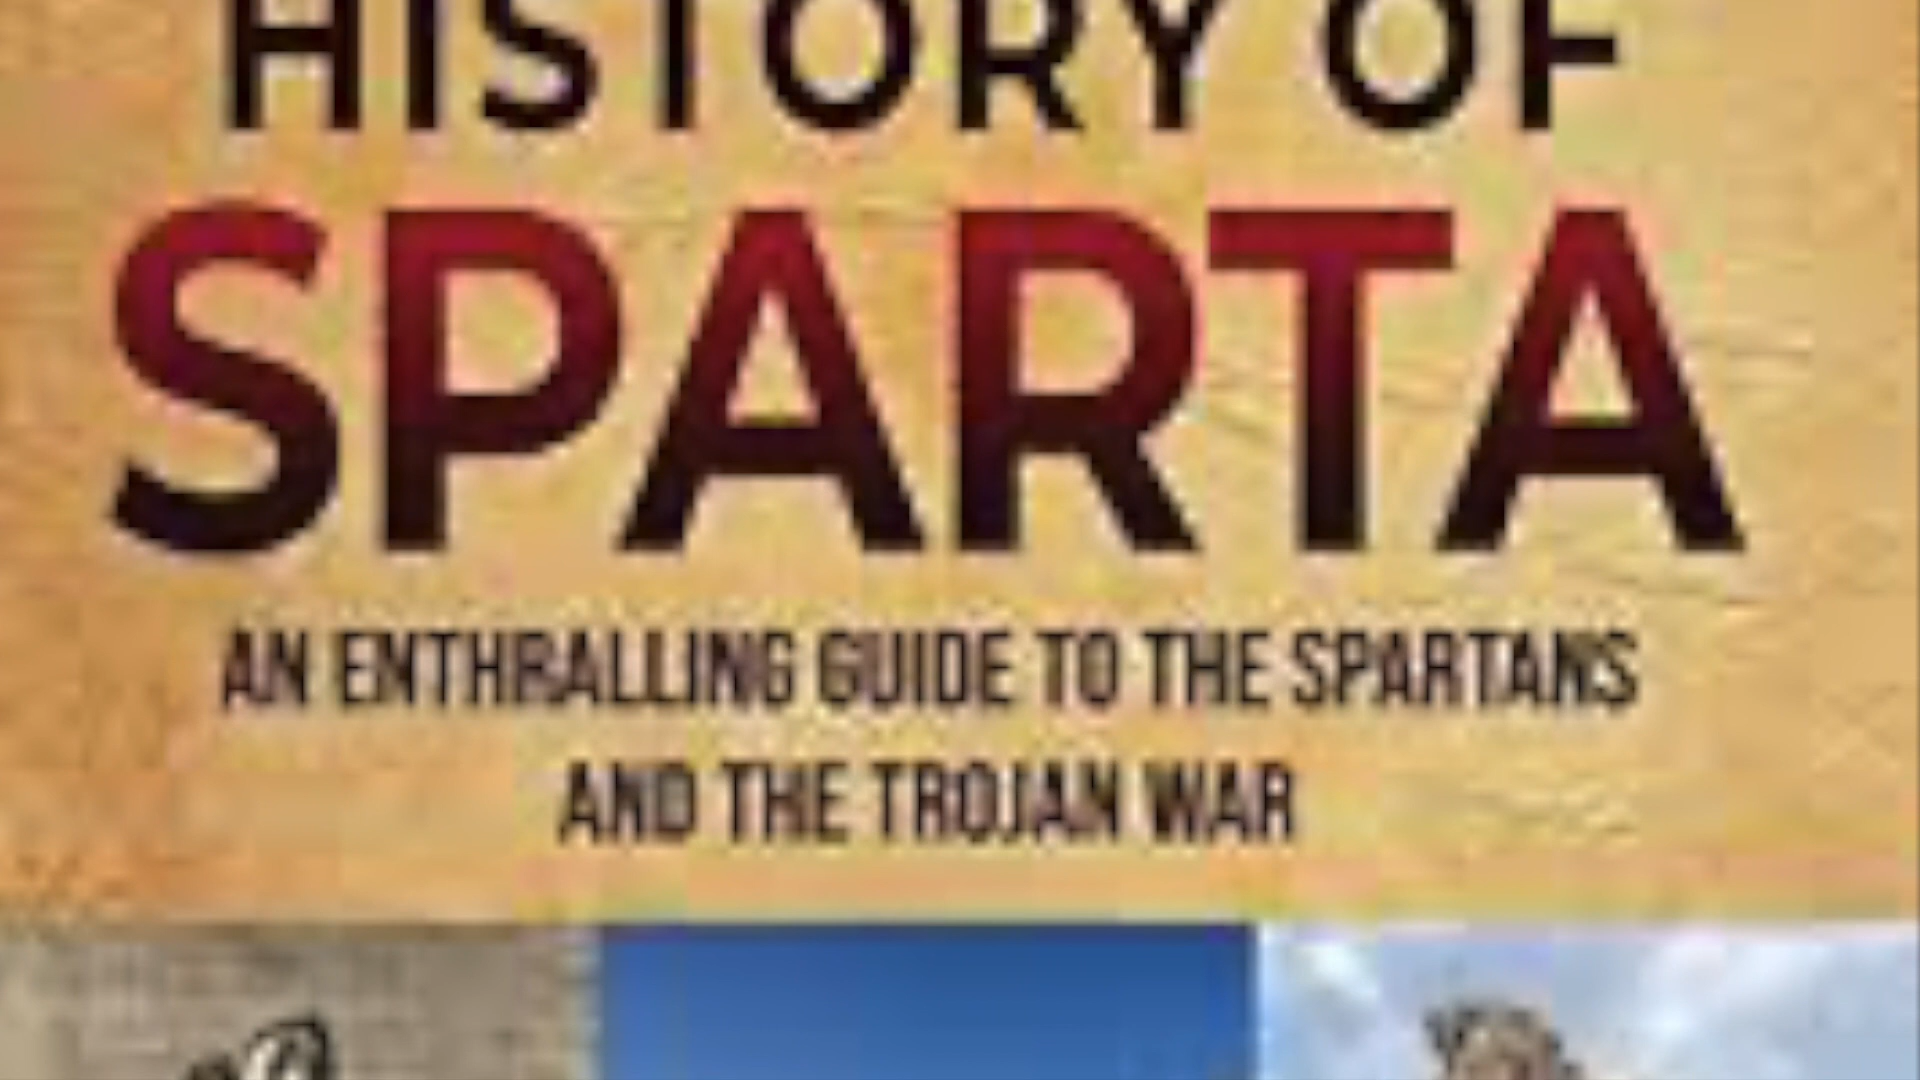 HISTORY OF
SPARTA
AN ENTHRALLING GUIDE TO THE SPARTANS
AND THE TROJAN WAR